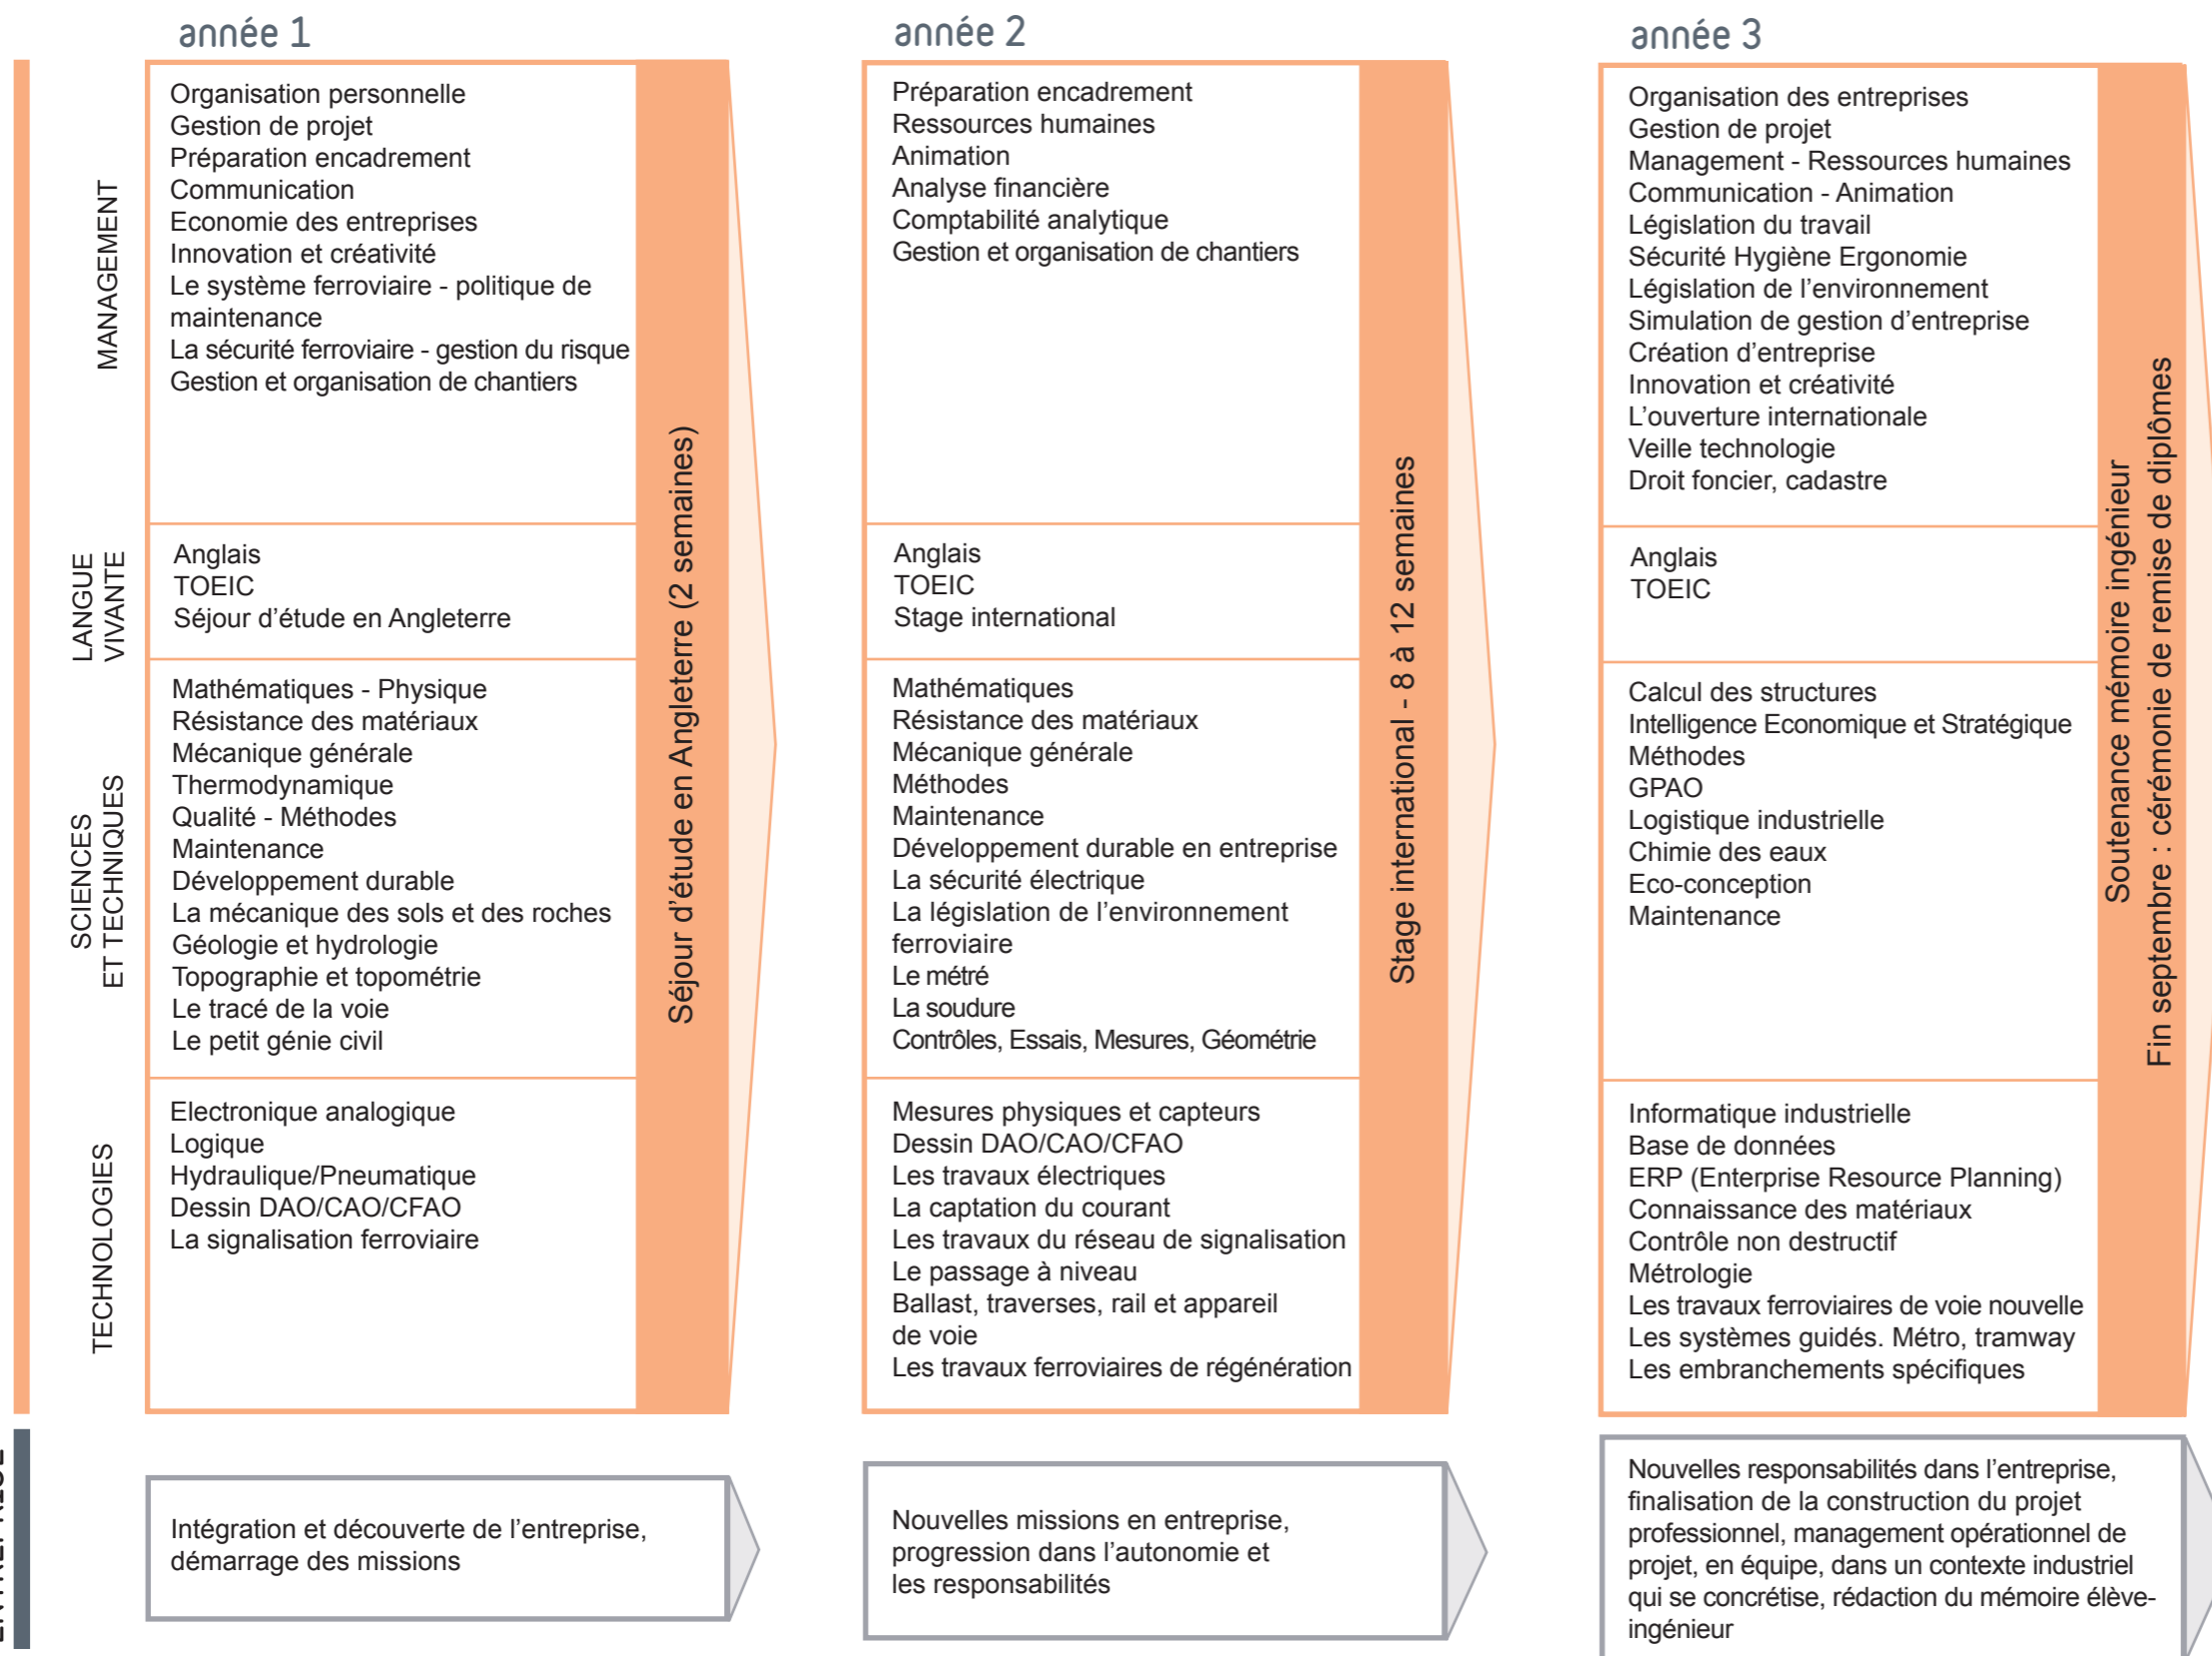 année 1
MANAGEMENT
Organisation personnelle
Gestion de projet
Préparation encadrement
Communication
Economie des entreprises
Innovation et créativité
Le système ferroviaire - politique de
maintenance
La sécurité ferroviaire - gestion du risque
Gestion et organisation de chantiers
LANGUE
VIVANTE
Anglais
TOEIC
Séjour d'étude en Angleterre
SCIENCES
ET TECHNIQUES
Mathématiques - Physique
Résistance des matériaux
Mécanique générale
Thermodynamique
Qualité - Méthodes
Maintenance
Développement durable
La mécanique des sols et des roches
Géologie et hydrologie
Topographie et topométrie
Le tracé de la voie
Le petit génie civil
TECHNOLOGIES
Electronique analogique
Logique
Hydraulique/Pneumatique
Dessin DAO/CAO/CFAO
La signalisation ferroviaire
Séjour d'étude en Angleterre (2 semaines)
année 2
Préparation encadrement
Ressources humaines
Animation
Analyse financière
Comptabilité analytique
Gestion et organisation de chantiers
Anglais
TOEIC
Stage international
Mathématiques
Résistance des matériaux
Mécanique générale
Méthodes
Maintenance
Développement durable en entreprise
La sécurité électrique
La législation de l'environnement
ferroviaire
Le métré
La soudure
Contrôles, Essais, Mesures, Géométrie
Mesures physiques et capteurs
Dessin DAO/CAO/CFAO
Les travaux électriques
La captation du courant
Les travaux du réseau de signalisation
Le passage à niveau
Ballast, traverses, rail et appareil
de voie
Les travaux ferroviaires de régénération
Stage international - 8 à 12 semaines
année 3
Organisation des entreprises
Gestion de projet
Management - Ressources humaines
Communication - Animation
Législation du travail
Sécurité Hygiène Ergonomie
Législation de l'environnement
Simulation de gestion d'entreprise
Création d'entreprise
Innovation et créativité
L'ouverture internationale
Veille technologie
Droit foncier, cadastre
Anglais
TOEIC
Calcul des structures
Intelligence Economique et Stratégique
Méthodes
GPAO
Logistique industrielle
Chimie des eaux
Eco-conception
Maintenance
Informatique industrielle
Base de données
ERP (Enterprise Resource Planning)
Connaissance des matériaux
Contrôle non destructif
Métrologie
Les travaux ferroviaires de voie nouvelle
Les systèmes guidés. Métro, tramway
Les embranchements spécifiques
Soutenance mémoire ingénieur
Fin septembre : cérémonie de remise de diplômes
Intégration et découverte de l'entreprise,
démarrage des missions
Nouvelles missions en entreprise,
progression dans l'autonomie et
les responsabilités
Nouvelles responsabilités dans l'entreprise,
finalisation de la construction du projet
professionnel, management opérationnel de
projet, en équipe, dans un contexte industriel
qui se concrétise, rédaction du mémoire élève-
ingénieur